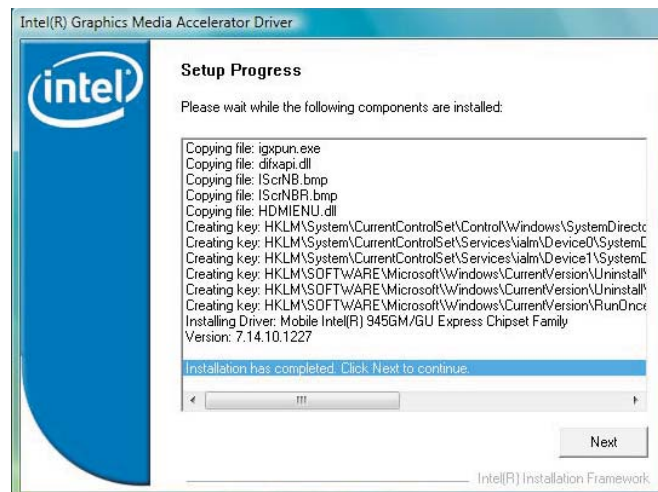 Intel(R) Graphics Media Accelerator Driver
intel
Setup Progress
Please wait while the following components are installed:
Copying file: igxpun.exe
Copying file: difxapi.dll
Copying file: IScrNB.bmp
Copying file: IScrNBR.bmp
Copying file: HDMIENU.dll
Creating key: HKLM\System\CurrentControlSet\Control\Windows\SystemDirecto
Creating key: HKLM\System\CurrentControlSet\Services\ialm\Device0\System
Creating key: HKLM\System\CurrentControlSet\Services\ialm\Device1\System
Creating key: HKLM\SOFTWARE\Microsoft\Windows\CurrentVersion\Uninstall\
Creating key: HKLM\SOFTWARE\Microsoft\Windows\CurrentVersion\Uninstall\
Creating key: HKLM\SOFTWARE\Microsoft\Windows\CurrentVersion\RunOnce
Installing Driver: Mobile Intel(R) 945GM/GU Express Chipset Family
Version: 7.14.10.1227
Installation has completed. Click Next to continue.
Next
Intel(R) Installation Framework